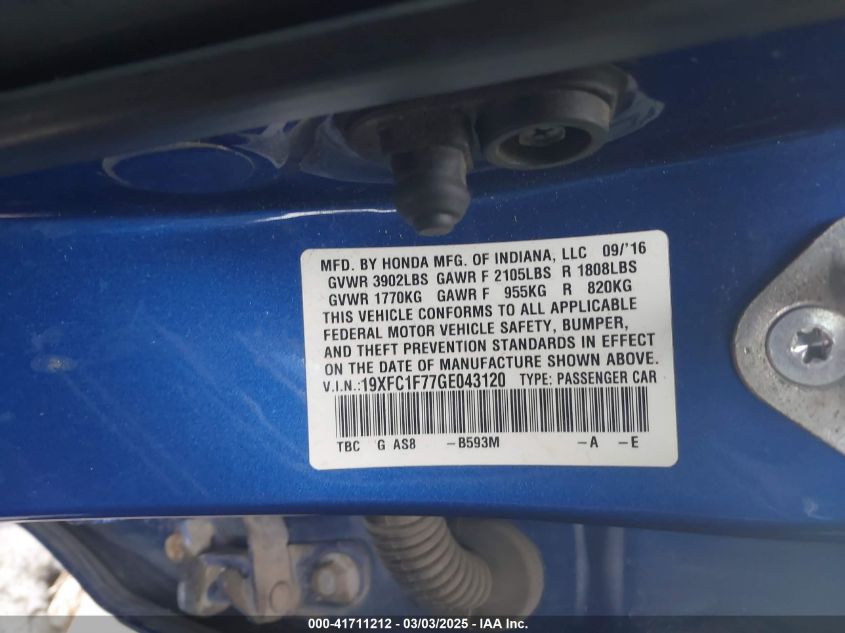 MFD. BY HONDA MFG. OF INDIANA, LLC 09/'16
GVWR 3902LBS GAWR F 2105LBS R 1808LBS
GVWR 1770KG GAWR F 955KG R 820KG
THIS VEHICLE CONFORMS TO ALL APPLICABLE
FEDERAL MOTOR VEHICLE SAFETY, BUMPER,
AND THEFT PREVENTION STANDARDS IN EFFECT
ON THE DATE OF MANUFACTURE SHOWN ABOVE.
V.I.N.:19XFC1F77GE043120 TYPE: PASSENGER CAR
TBC G AS8 -B593M -A -E
000-41711212 - 03/03/2025 - IAA Inc.